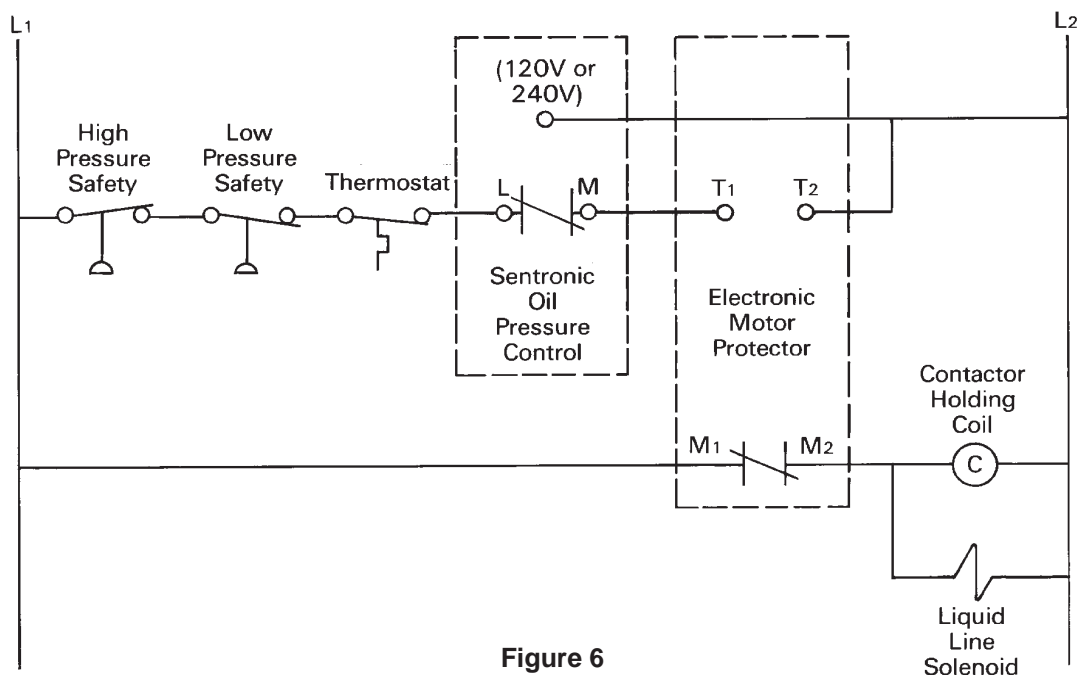 L1
L2
(120V or
240V)
High
Pressure
Safety
Low
Pressure
Safety
Thermostat
L
M
T1
T2
Sentronic
Oil
Pressure
Control
Electronic
Motor
Protector
Contactor
Holding
Coil
M1
M2
C
Liquid
Line
Solenoid
Figure 6